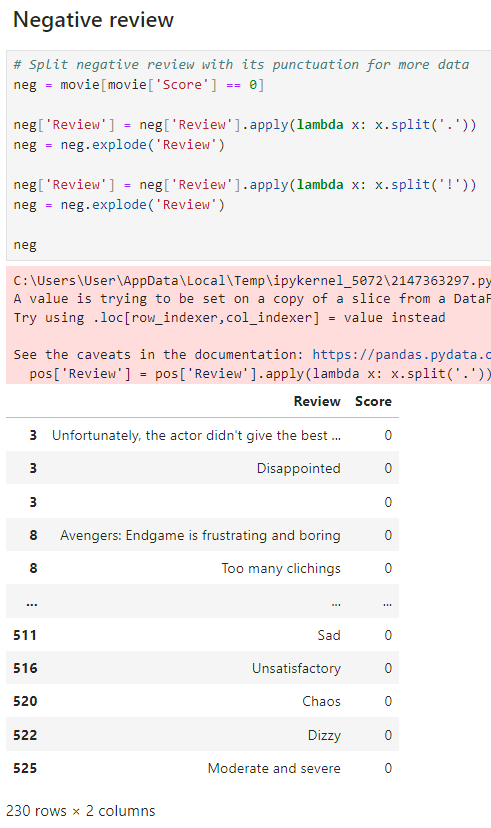 Negative review
# Split negative review with its punctuation for more data
neg = movie[movie['Score'] == 0]
neg['Review'] = neg['Review'].apply(lambda x: x.split('.'))
neg = neg.explode('Review')
neg['Review'] = neg['Review'].apply(lambda x: x.split('!'))
neg = neg.explode('Review')
neg
C:\Users\User\AppData\Local\Temp\ipykernel_5072\2147363297.py
A value is trying to be set on a copy of a slice from a DataF
Try using .loc[row_indexer,col_indexer] = value instead
See the caveats in the documentation: https://pandas.pydata.o
pos['Review'] = pos['Review'].apply(lambda x: x.split('.'))
Review Score
3 Unfortunately, the actor didn't give the best ... 0
3 Disappointed 0
3 0
8 Avengers: Endgame is frustrating and boring 0
8 Too many clichings 0
... ... ...
511 Sad 0
516 Unsatisfactory 0
520 Chaos 0
522 Dizzy 0
525 Moderate and severe 0
230 rows × 2 columns